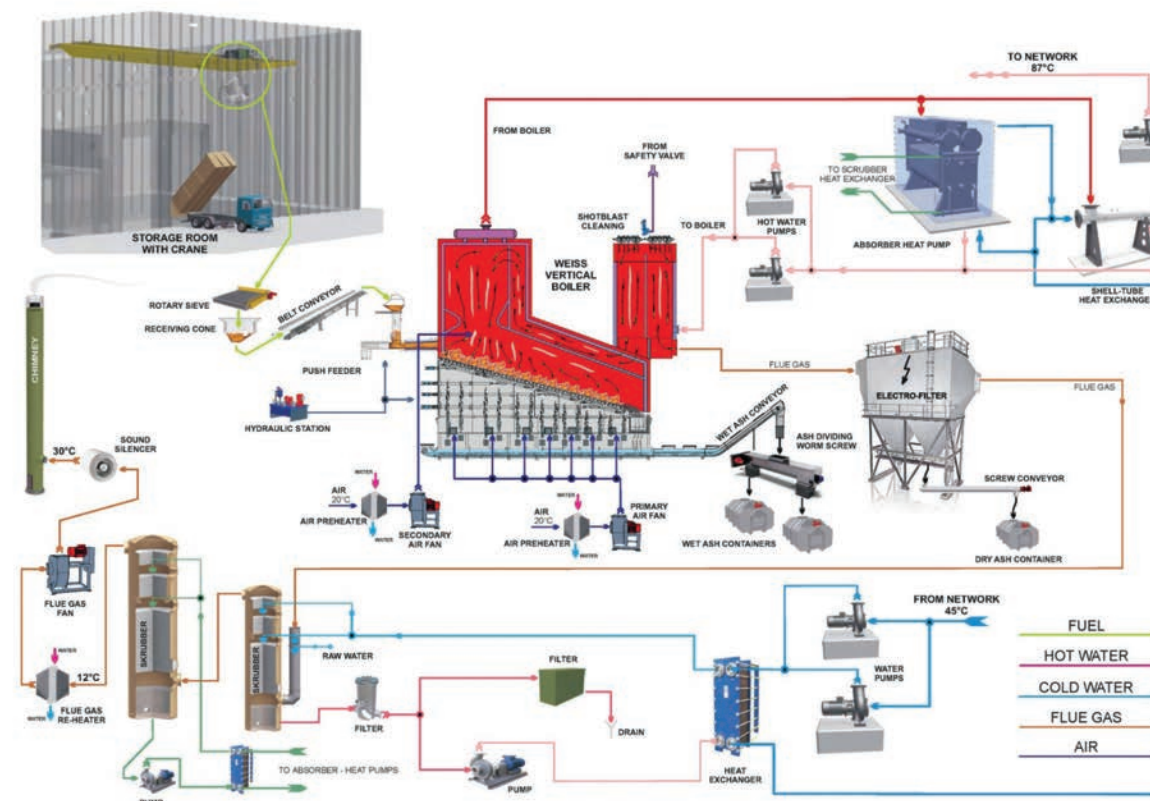 TO NETWORK
87°C
FROM BOILER
FROM
SAFETY VALVE
TO SCRUBBER
HEAT EXCHANGER
SHOTBLAST
CLEANING
TO BOILER
HOT WATER
PUMPS
ABSORBER HEAT PUMP
STORAGE ROOM
WITH CRANE
WEISS
VERTICAL
BOILER
SHELL-TUBE
HEAT EXCHANGE
ROTARY SIEVE
BELT CONVEYOR
RECEIVING CONE
CHIMNEY
PUSH FEEDER
FLUE GAS
FLUE GAS
ELECTRO-FILTER
HYDRAULIC STATION
WET ASH CONVEYOR
ASH DIVIDING
WORM SCREW
SOUND
SILENCER
30°C
SCREW CONVEYOR
WATER
AIR
20°C
AIR PREHEATER
WATER
SECONDARY
AIR FAN
WATER
AIR
20°C
AIR PREHEATER
WATER
PRIMARY
AIR FAN
WET ASH CONTAINERS
DRY ASH CONTAINER
FLUE GAS
FAN
SKRUBBER
SKRUBBER
FROM NETWORK
45°C
RAW WATER
WATER
12°C
WATER
FLUE GAS
RE-HEATER
FILTER
FILTER
DRAIN
WATER
PUMPS
HEAT
EXCHANGER
TO ABSORBER - HEAT PUMPS
PUMP
FUEL
HOT WATER
COLD WATER
FLUE GAS
AIR